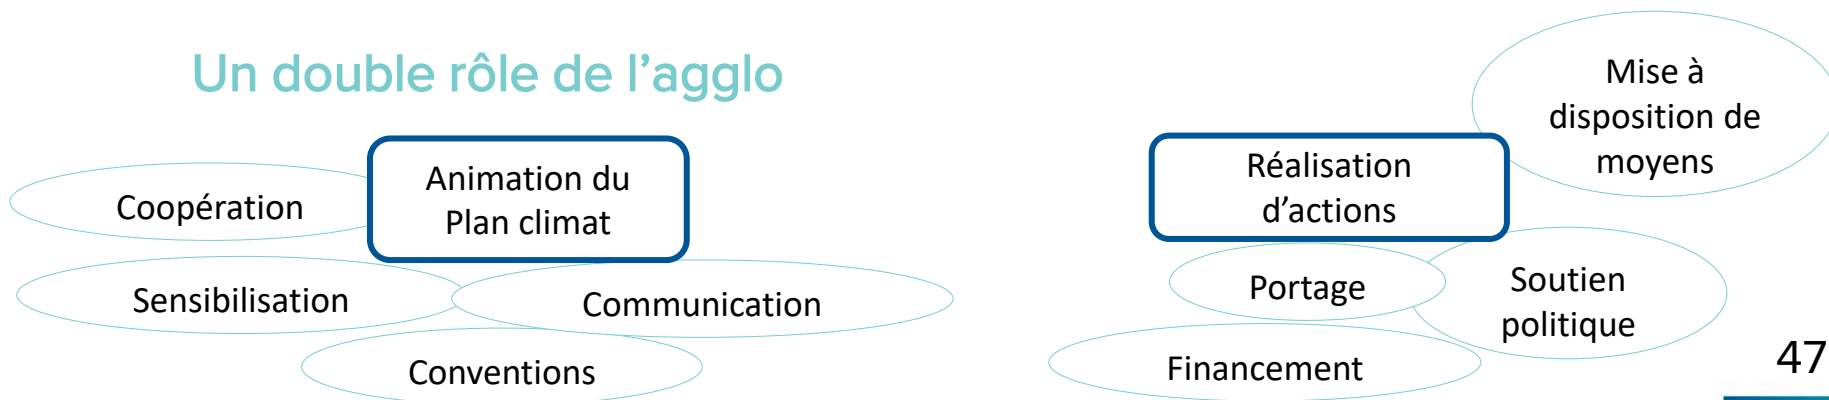 Un double rôle de l'agglo
Animation du
Plan climat
Coopération
Sensibilisation
Communication
Conventions
Mise à
disposition de
moyens
Réalisation
d'actions
Portage
Soutien
politique
Financement
47